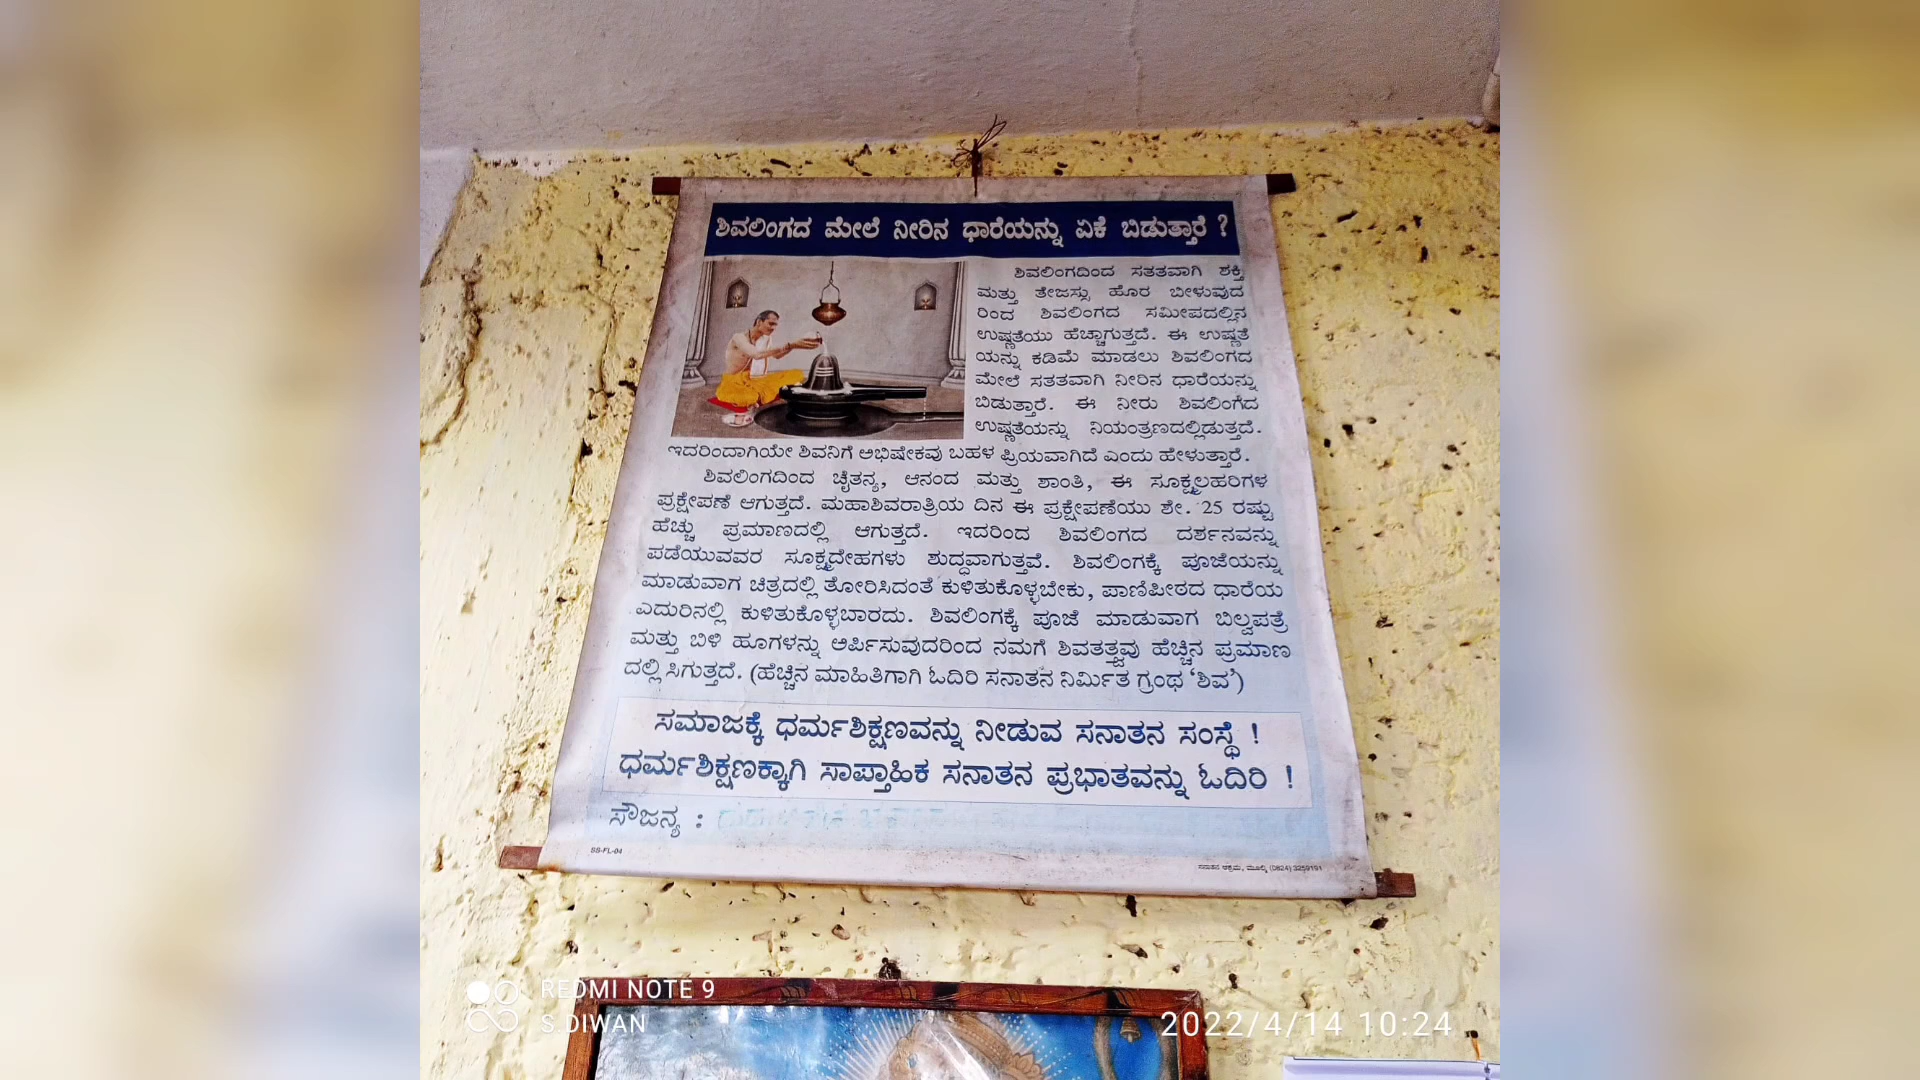 ಶಿವಲಿಂಗದ ಮೇಲೆ ನೀರಿನ ಧಾರೆಯನ್ನು ಏಕೆ ಬಿಡುತ್ತಾರೆ ?
ಶಿವಲಿಂಗದಿಂದ ಸತತವಾಗಿ ಶಕ್ತಿ
ಮತ್ತು ತೇಜಸ್ಸು ಹೊರ ಬೀಳುವುದ
ರಿಂದ ಶಿವಲಿಂಗದ ಸಮೀಪದಲ್ಲಿನ
ಉಷ್ಣತೆಯು ಹೆಚ್ಚಾಗುತ್ತದೆ. ಈ ಉಷ್ಣತೆ
ಯನ್ನು ಕಡಿಮೆ ಮಾಡಲು ಶಿವಲಿಂಗದ
ಮೇಲೆ ಸತತವಾಗಿ ನೀರಿನ ಧಾರೆಯನ್ನು
ಬಿಡುತ್ತಾರೆ. ಈ ನೀರು ಶಿವಲಿಂಗದ
ಉಷ್ಣತೆಯನ್ನು ನಿಯಂತ್ರಣದಲ್ಲಿಡುತ್ತದೆ.
ಇದರಿಂದಾಗಿಯೇ ಶಿವನಿಗೆ ಅಭಿಷೇಕವು ಬಹಳ ಪ್ರಿಯವಾಗಿದೆ ಎಂದು ಹೇಳುತ್ತಾರೆ.
ಶಿವಲಿಂಗದಿಂದ ಚೈತನ್ಯ, ಆನಂದ ಮತ್ತು ಶಾಂತಿ, ಈ ಸೂಕ್ಷ್ಮಲಹರಿಗಳ
ಪ್ರಕ್ಷೇಪಣೆ ಆಗುತ್ತದೆ. ಮಹಾಶಿವರಾತ್ರಿಯ ದಿನ ಈ ಪ್ರಕ್ಷೇಪಣೆಯು ಶೇ. 25 ರಷ್ಟು
ಹೆಚ್ಚು ಪ್ರಮಾಣದಲ್ಲಿ ಆಗುತ್ತದೆ. ಇದರಿಂದ ಶಿವಲಿಂಗದ ದರ್ಶನವನ್ನು
ಪಡೆಯುವವರ ಸೂಕ್ಷ್ಮದೇಹಗಳು ಶುದ್ಧವಾಗುತ್ತವೆ. ಶಿವಲಿಂಗಕ್ಕೆ ಪೂಜೆಯನ್ನು
ಮಾಡುವಾಗ ಚಿತ್ರದಲ್ಲಿ ತೋರಿಸಿದಂತೆ ಕುಳಿತುಕೊಳ್ಳಬೇಕು, ಪಾಣಿಪೀಠದ ಧಾರೆಯ
ಎದುರಿನಲ್ಲಿ ಕುಳಿತುಕೊಳ್ಳಬಾರದು. ಶಿವಲಿಂಗಕ್ಕೆ ಪೂಜೆ ಮಾಡುವಾಗ ಬಿಲ್ವಪತ್ರೆ
ಮತ್ತು ಬಿಳಿ ಹೂಗಳನ್ನು ಅರ್ಪಿಸುವುದರಿಂದ ನಮಗೆ ಶಿವತತ್ತ್ವವು ಹೆಚ್ಚಿನ ಪ್ರಮಾಣ
ದಲ್ಲಿ ಸಿಗುತ್ತದೆ. (ಹೆಚ್ಚಿನ ಮಾಹಿತಿಗಾಗಿ ಓದಿರಿ ಸನಾತನ ನಿರ್ಮಿತ ಗ್ರಂಥ ‘ಶಿವ’)
ಸಮಾಜಕ್ಕೆ ಧರ್ಮಶಿಕ್ಷಣವನ್ನು ನೀಡುವ ಸನಾತನ ಸಂಸ್ಥೆ !
ಧರ್ಮಶಿಕ್ಷಣಕ್ಕಾಗಿ ಸಾಪ್ತಾಹಿಕ ಸನಾತನ ಪ್ರಭಾತವನ್ನು ಓದಿರಿ !
ಸೌಜನ್ಯ :
SS-FL-04
ಸನಾತನ ಆಶ್ರಮ, ಮೂಲ್ಕಿ (0824) 3259191
REDMI NOTE 9
S.DIWAN
2022/4/14 10:24